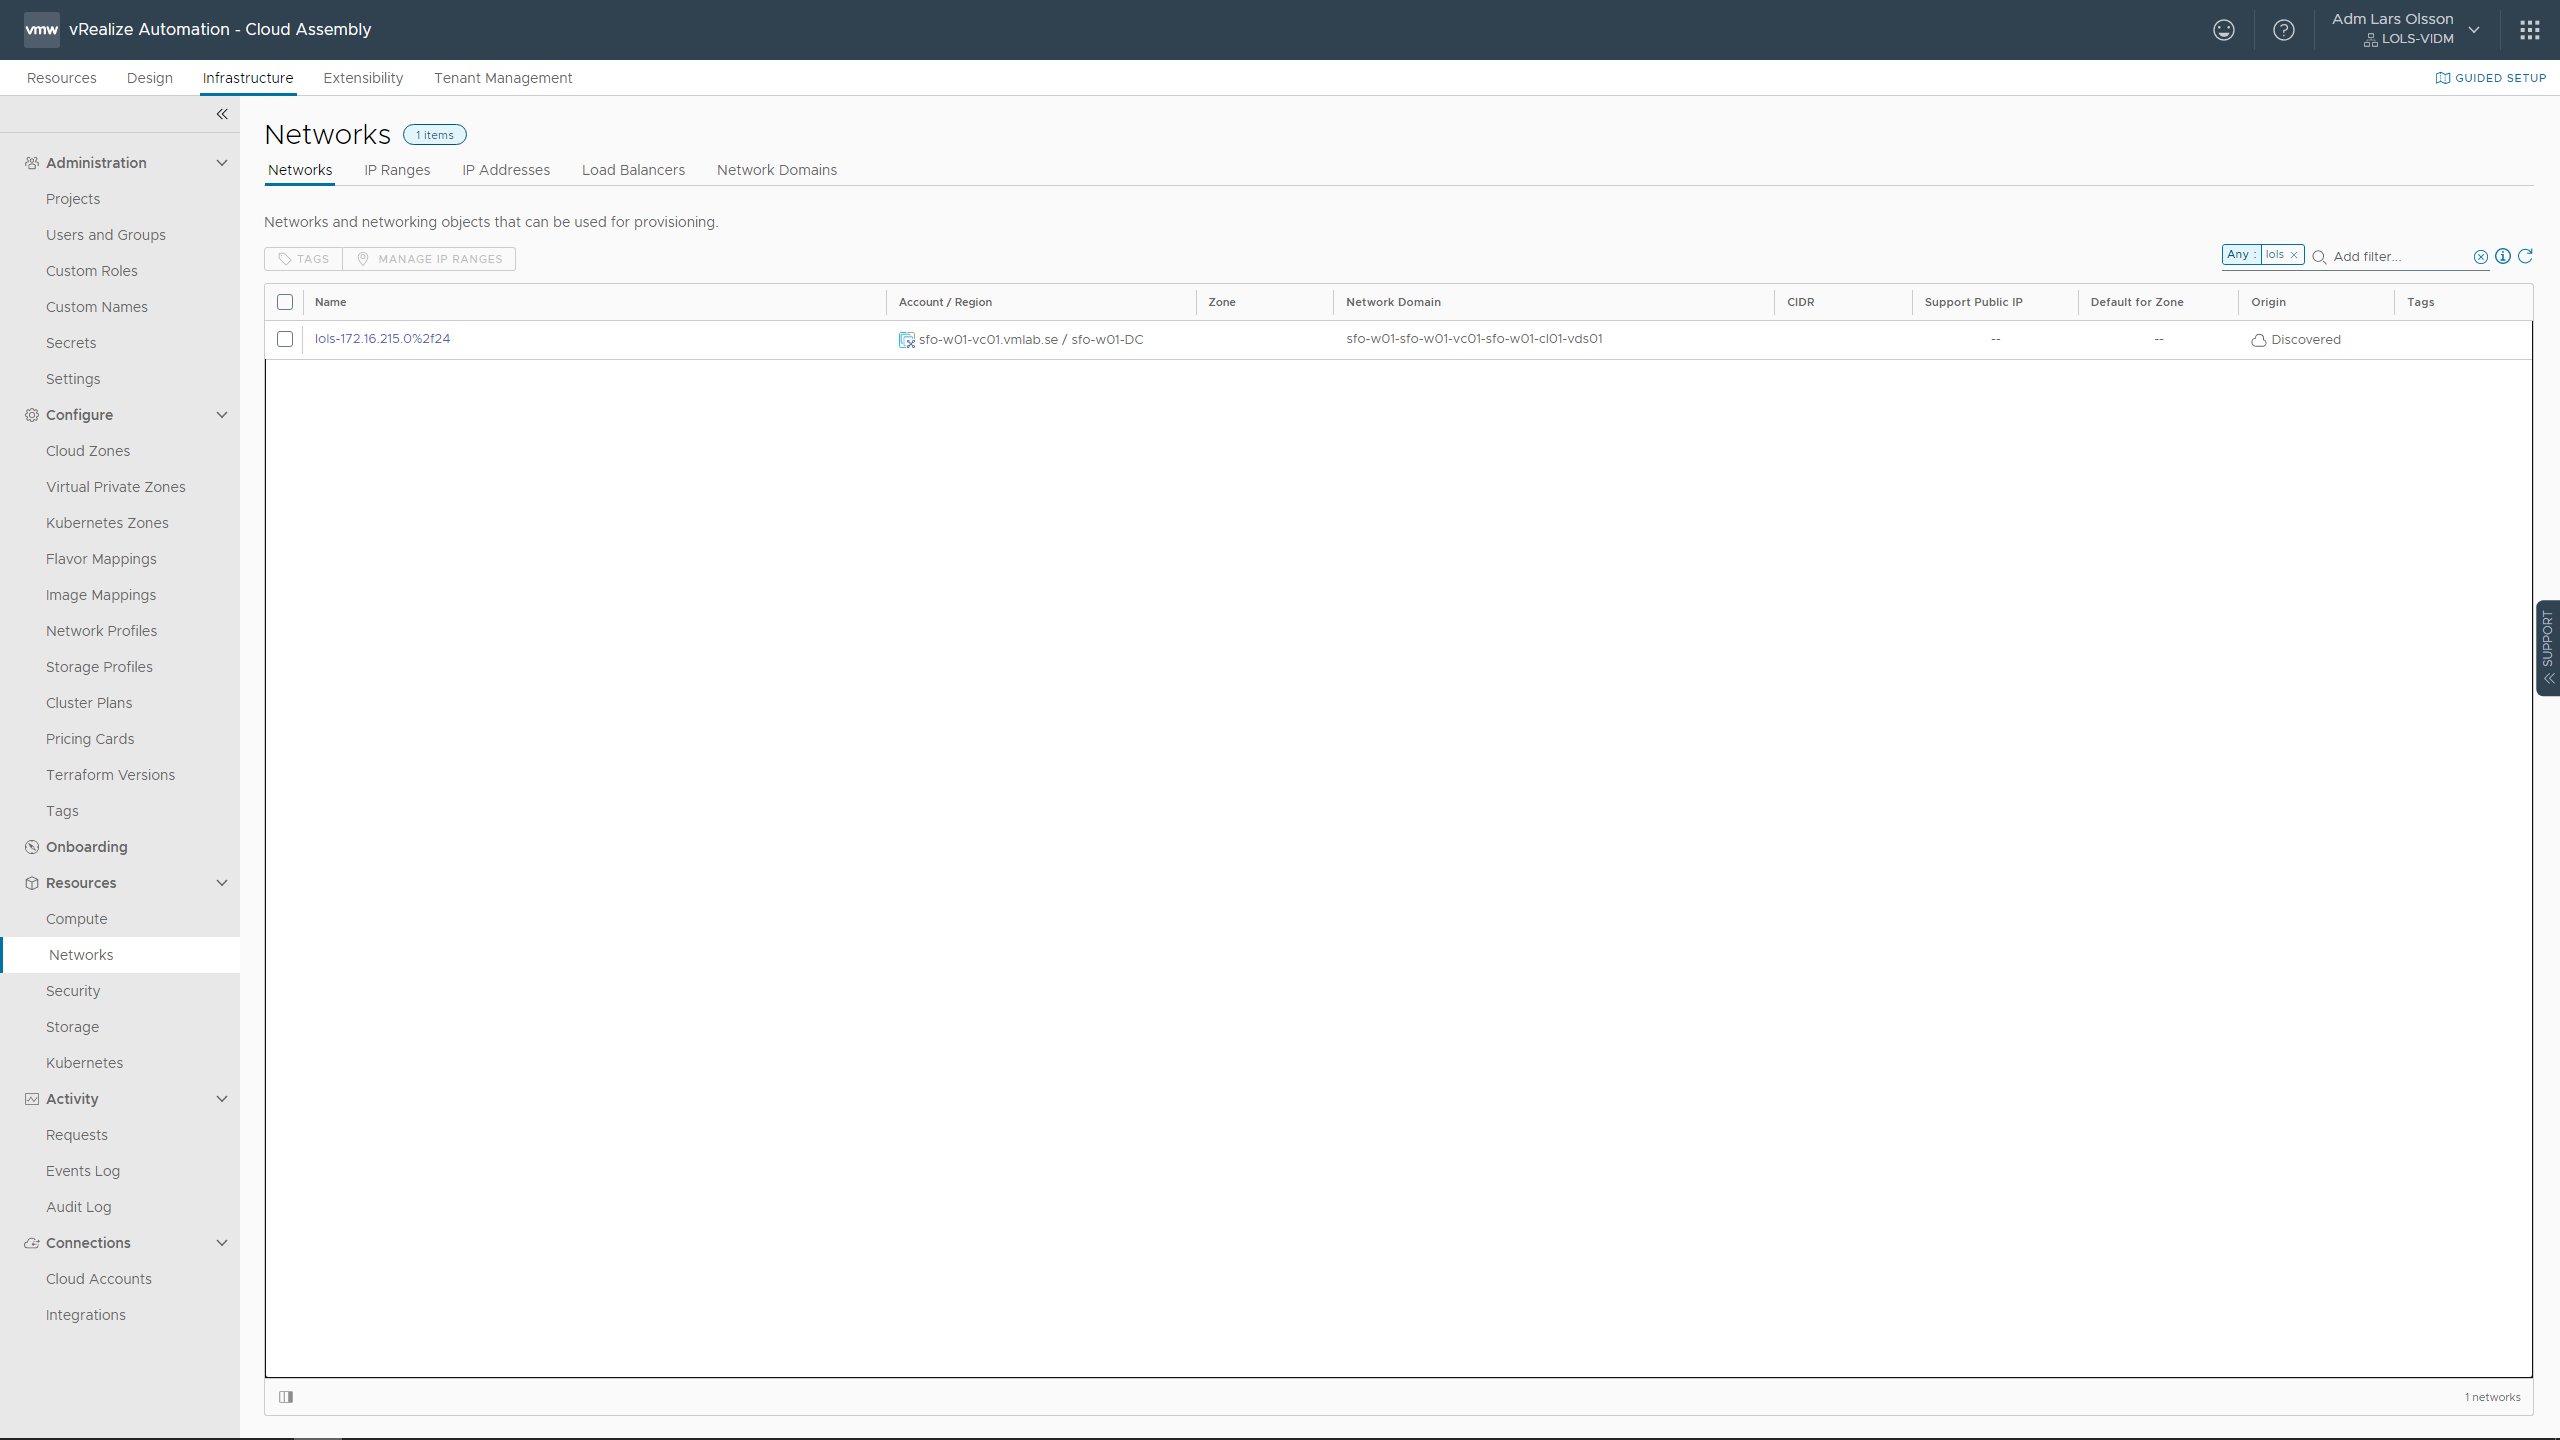 vmw vRealize Automation - Cloud Assembly
Adm Lars Olsson
LOLS-VIDM
Resources Design Infrastructure Extensibility Tenant Management
GUIDED SETUP
Administration
Projects
Users and Groups
Custom Roles
Custom Names
Secrets
Settings
Configure
Cloud Zones
Virtual Private Zones
Kubernetes Zones
Flavor Mappings
Image Mappings
Network Profiles
Storage Profiles
Cluster Plans
Pricing Cards
Terraform Versions
Tags
Onboarding
Resources
Compute
Networks
Security
Storage
Kubernetes
Activity
Requests
Events Log
Audit Log
Connections
Cloud Accounts
Integrations
Networks 1 items
Networks IP Ranges IP Addresses Load Balancers Network Domains
Networks and networking objects that can be used for provisioning.
TAGS MANAGE IP RANGES
Any : lols Add filter...
Name Account / Region Zone Network Domain CIDR Support Public IP Default for Zone Origin Tags
lols-172.16.215.0%2f24 sfo-w01-vc01.vmlab.se / sfo-w01-DC sfo-w01-sfo-w01-vc01-sfo-w01-cl01-vds01 -- -- Discovered
1 networks
SUPPORT